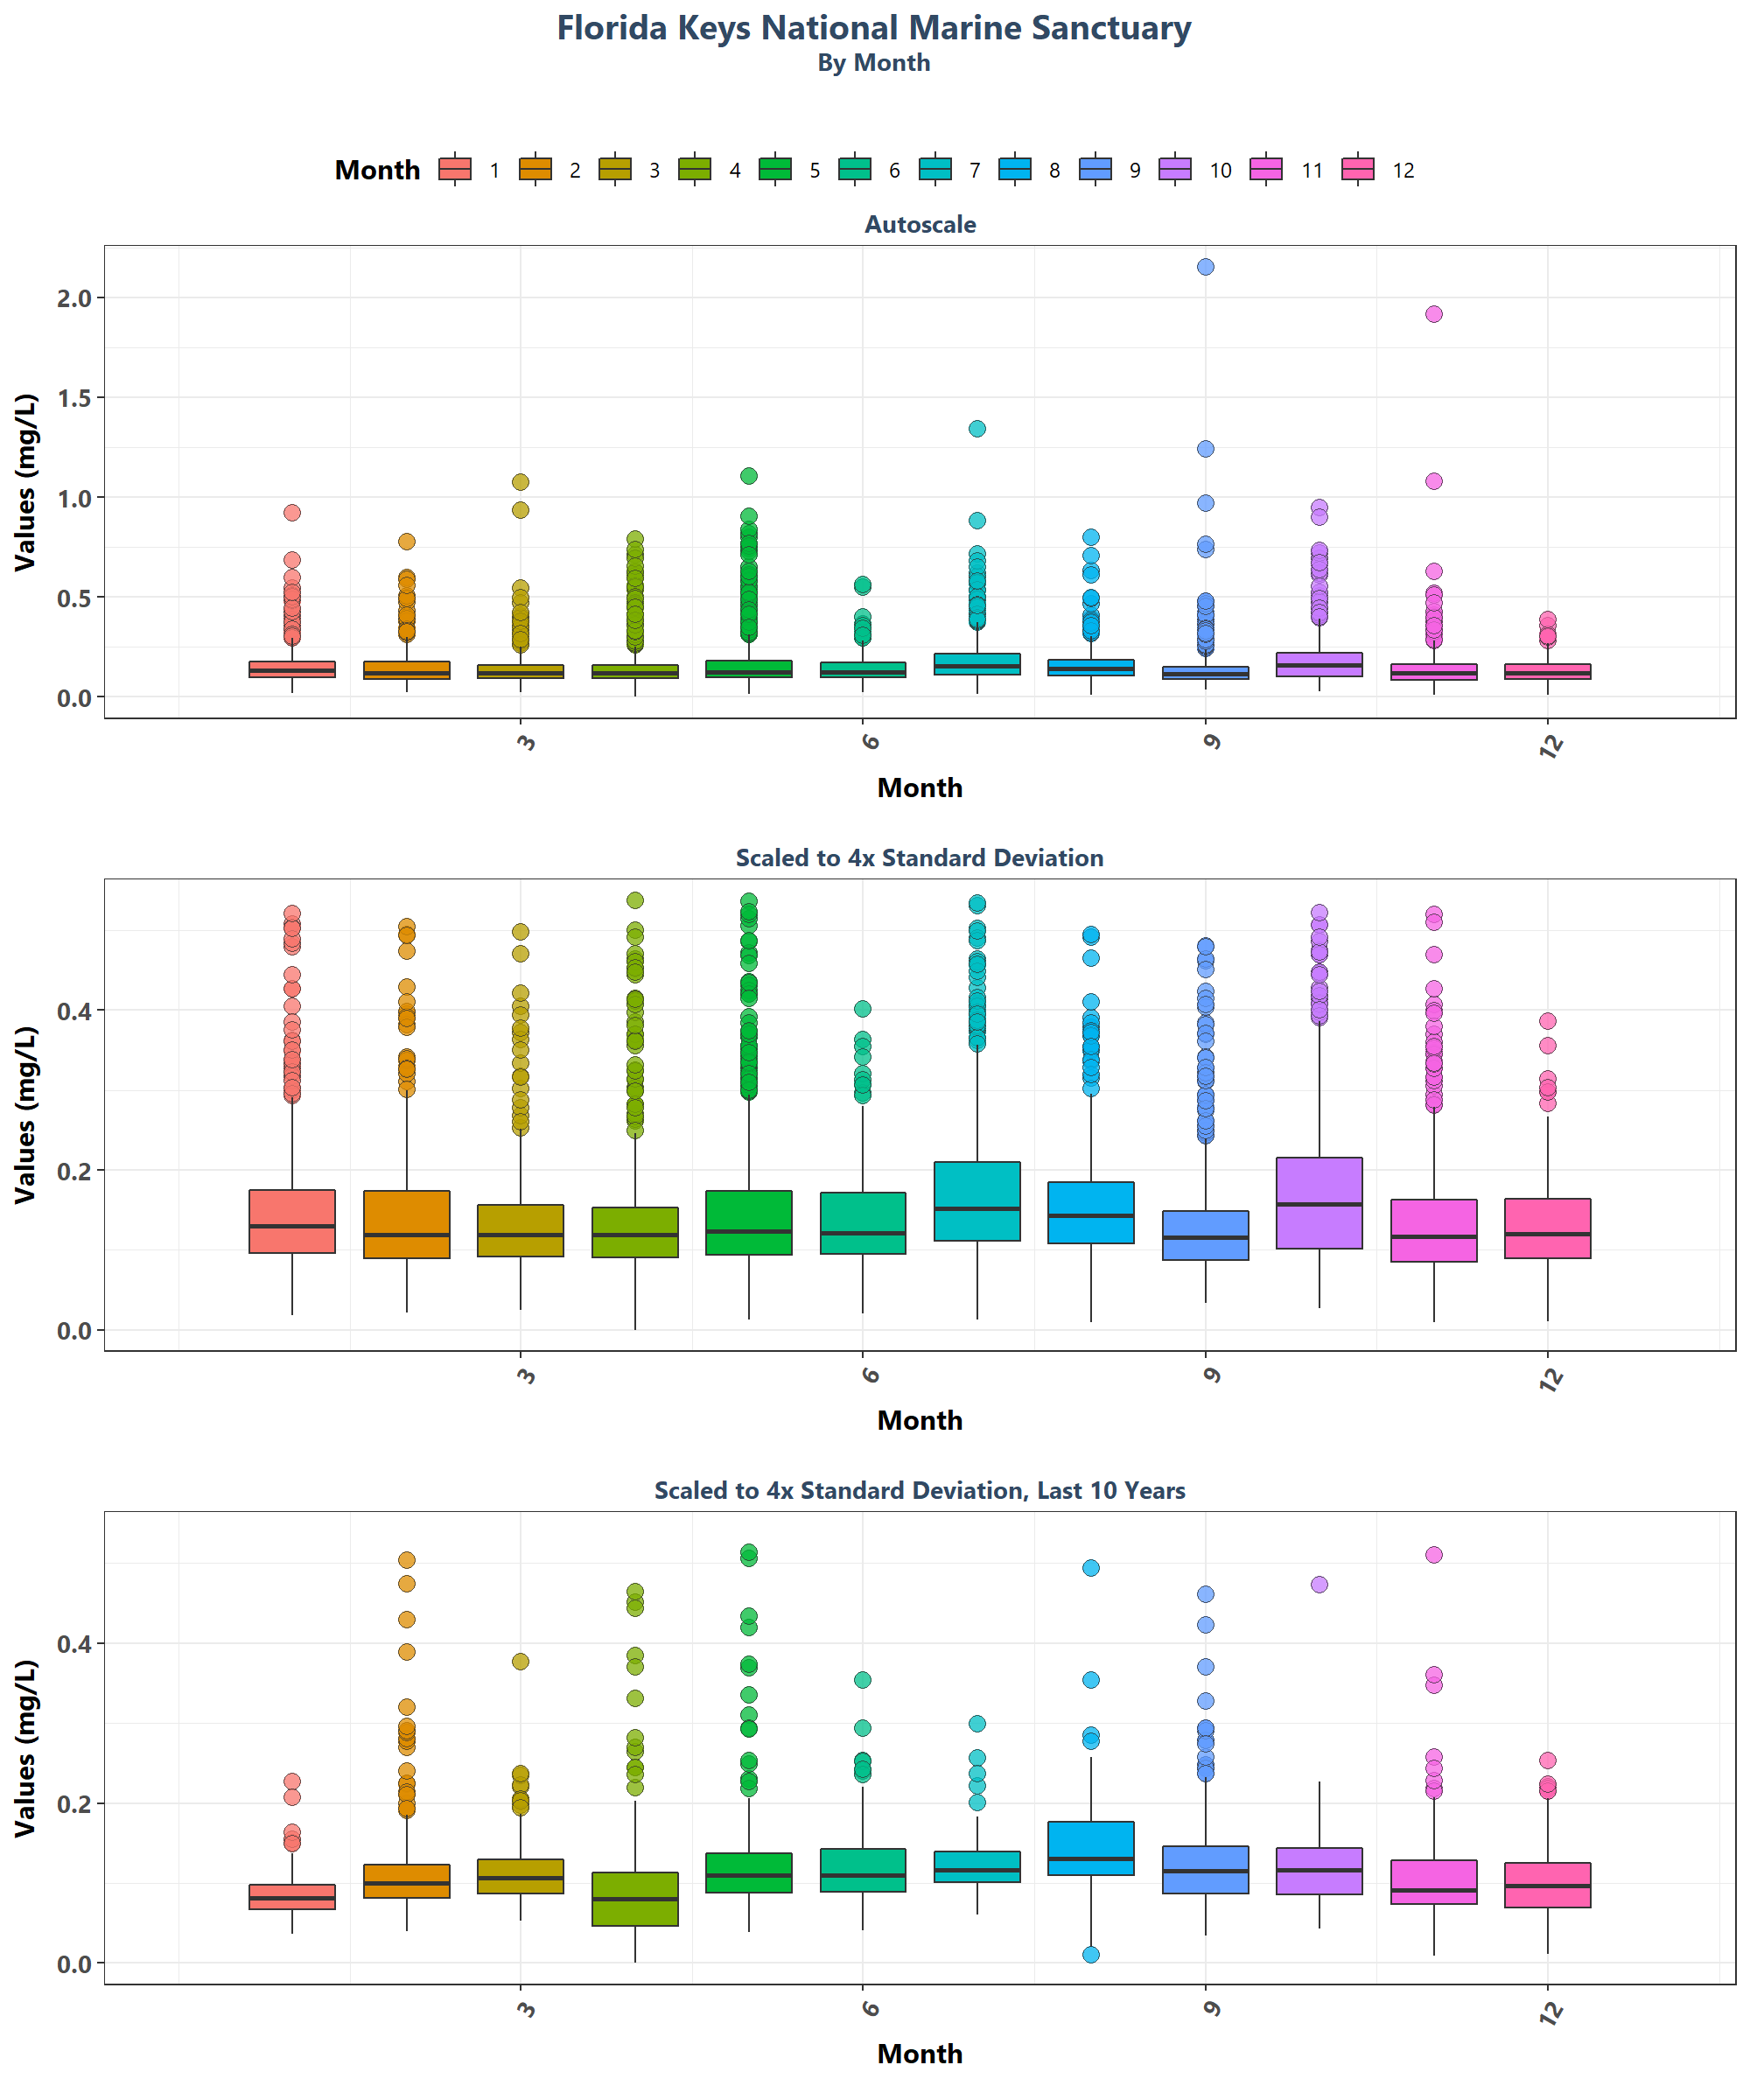 Florida Keys National Marine Sanctuary
By Month
Month 1 2 3 4 5 6 7 8 9 10 11 12
Autoscale
Values (mg/L)
2.0
1.5
1.0
0.5
0.0
3 6 9 12
Month
Scaled to 4x Standard Deviation
Values (mg/L)
0.4
0.2
0.0
3 6 9 12
Month
Scaled to 4x Standard Deviation, Last 10 Years
Values (mg/L)
0.4
0.2
0.0
3 6 9 12
Month